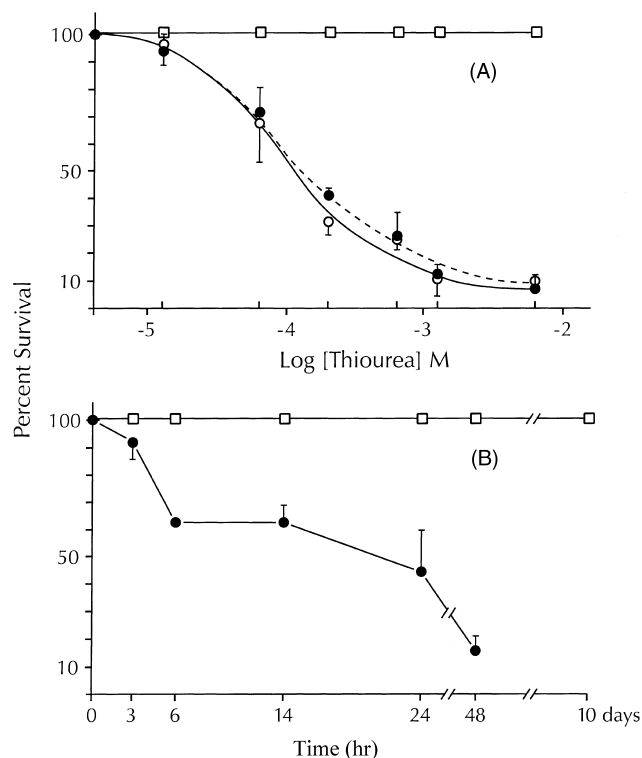 100
(A)
50
10
-5 -4 -3 -2
Log [Thiourea] M
Percent Survival
100
(B)
50
10
0 3 6 14 24 48 10 days
Time (hr)